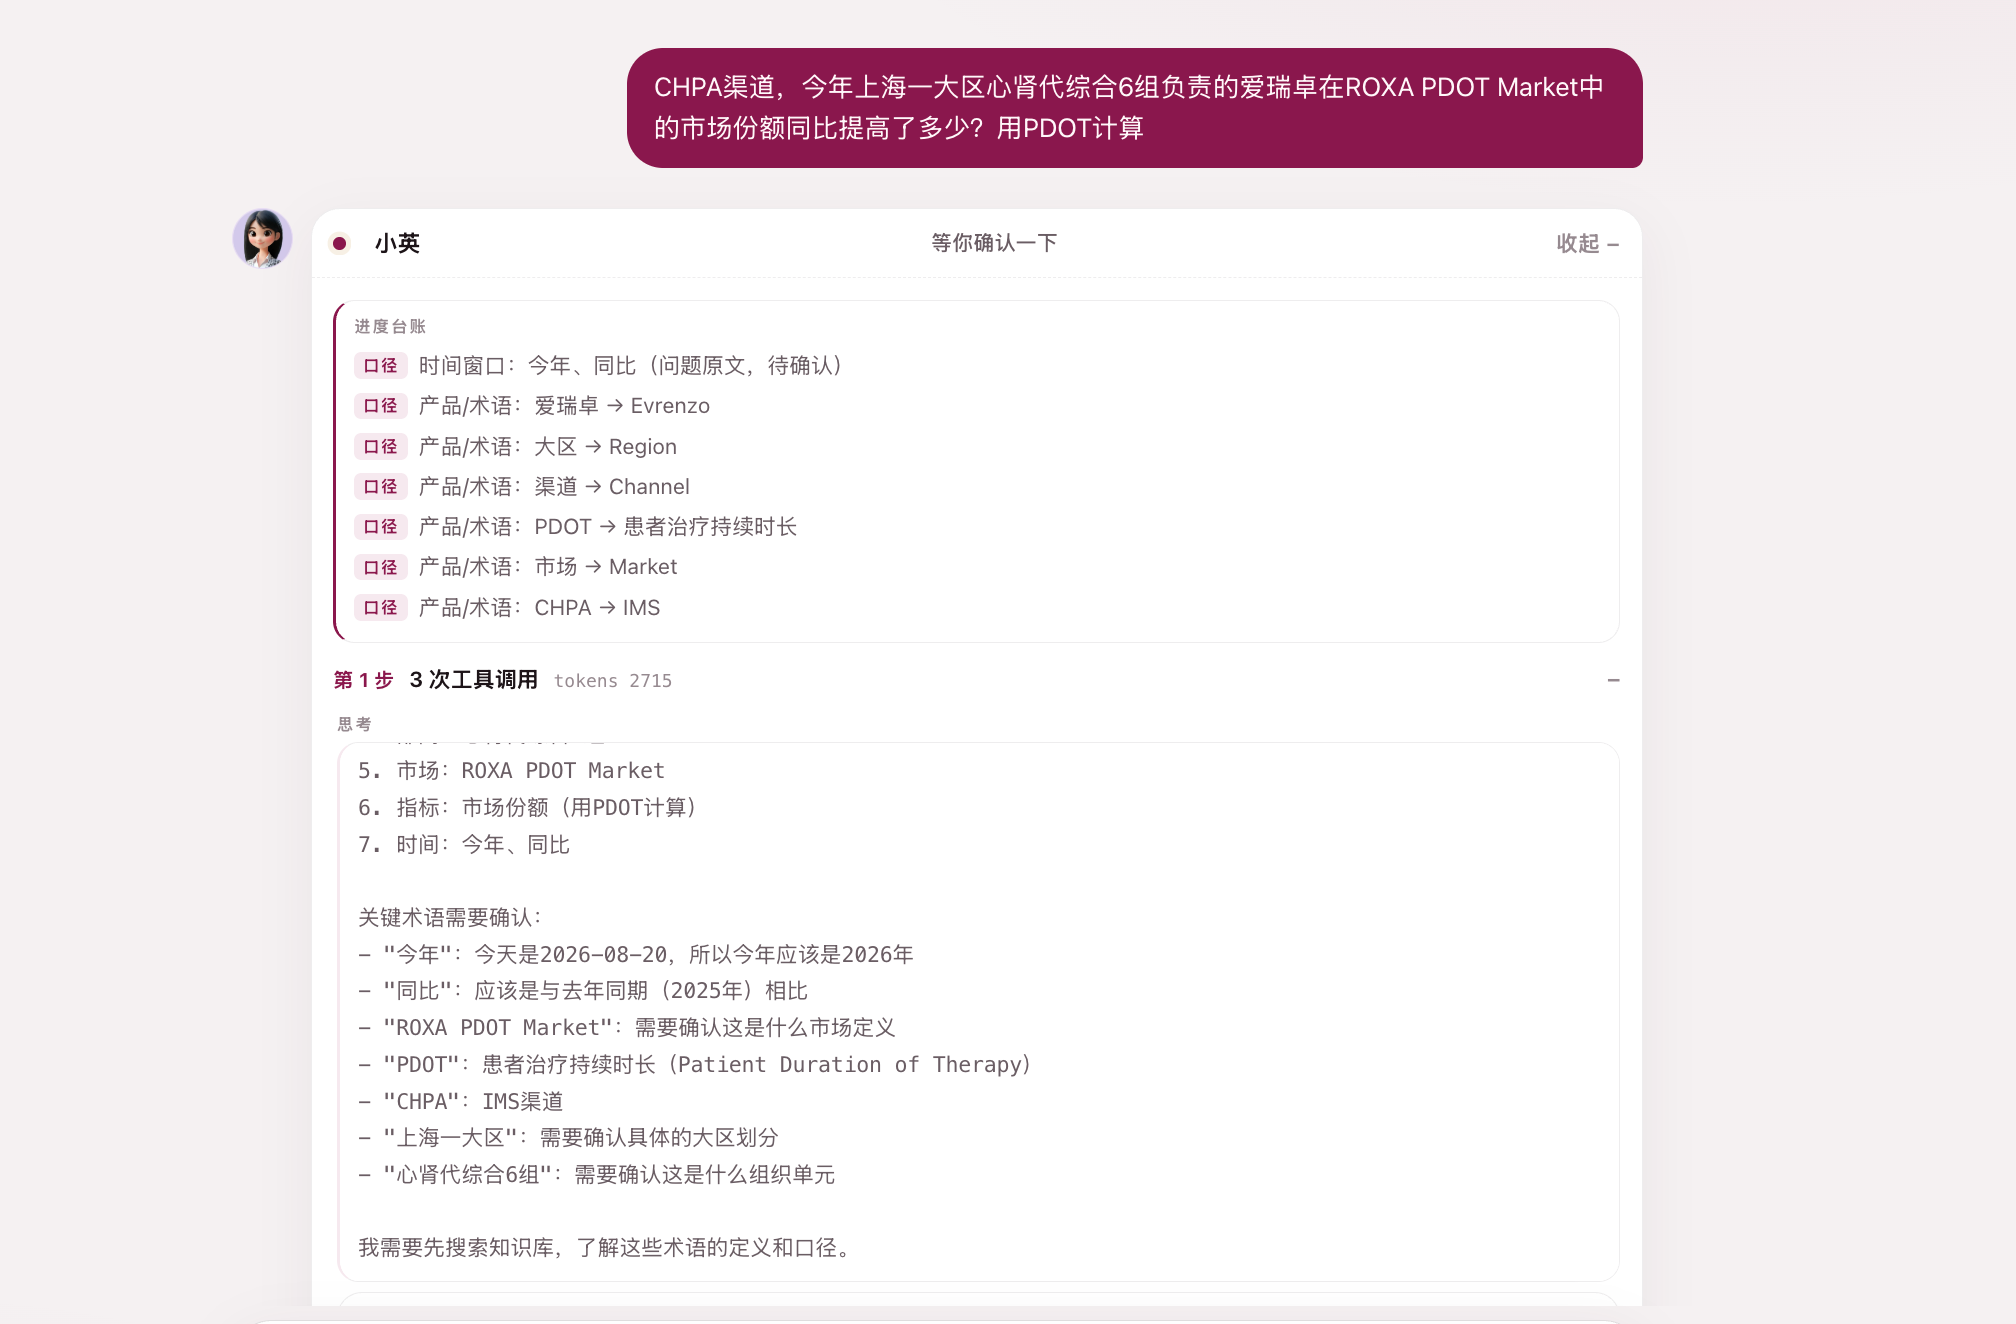 CHPA渠道，今年上海一大区心肾代综合6组负责的爱瑞卓在ROXA PDOT Market中
的市场份额同比提高了多少？用PDOT计算
小英
等你确认一下
收起 –
进度台账
口径 时间窗口：今年、同比（问题原文，待确认）
口径 产品/术语：爱瑞卓 → Evrenzo
口径 产品/术语：大区 → Region
口径 产品/术语：渠道 → Channel
口径 产品/术语：PDOT → 患者治疗持续时长
口径 产品/术语：市场 → Market
口径 产品/术语：CHPA → IMS
第 1 步 3 次工具调用 tokens 2715 –
思考
5. 市场：ROXA PDOT Market
6. 指标：市场份额（用PDOT计算）
7. 时间：今年、同比
关键术语需要确认：
- "今年"：今天是2026-08-20，所以今年应该是2026年
- "同比"：应该是与去年同期（2025年）相比
- "ROXA PDOT Market"：需要确认这是什么市场定义
- "PDOT"：患者治疗持续时长（Patient Duration of Therapy）
- "CHPA"：IMS渠道
- "上海一大区"：需要确认具体的大区划分
- "心肾代综合6组"：需要确认这是什么组织单元
我需要先搜索知识库，了解这些术语的定义和口径。